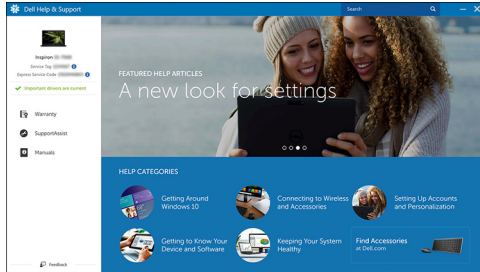 Dell Help & Support
Search
Inspiron
Service Tag
Express Service Code
Important drivers are current
Warranty
SupportAssist
Manuals
Feedback
FEATURED HELP ARTICLES
A new look for settings
HELP CATEGORIES
Getting Around
Windows 10
Connecting to Wireless
and Accessories
Setting Up Accounts
and Personalization
Getting to Know Your
Device and Software
Keeping Your System
Healthy
Find Accessories
at Dell.com